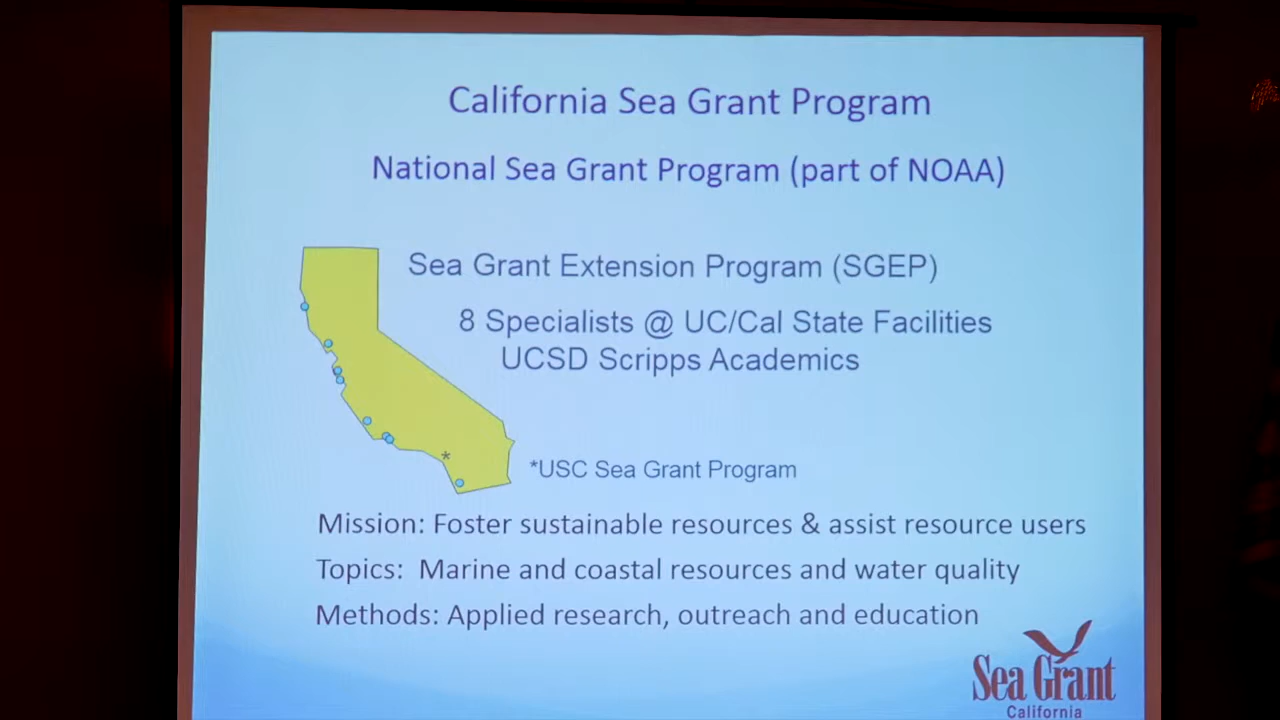 California Sea Grant Program
National Sea Grant Program (part of NOAA)
Sea Grant Extension Program (SGEP)
8 Specialists @ UC/Cal State Facilities
UCSD Scripps Academics
*
*USC Sea Grant Program
Mission: Foster sustainable resources & assist resource users
Topics: Marine and coastal resources and water quality
Methods: Applied research, outreach and education
Sea Grant
California